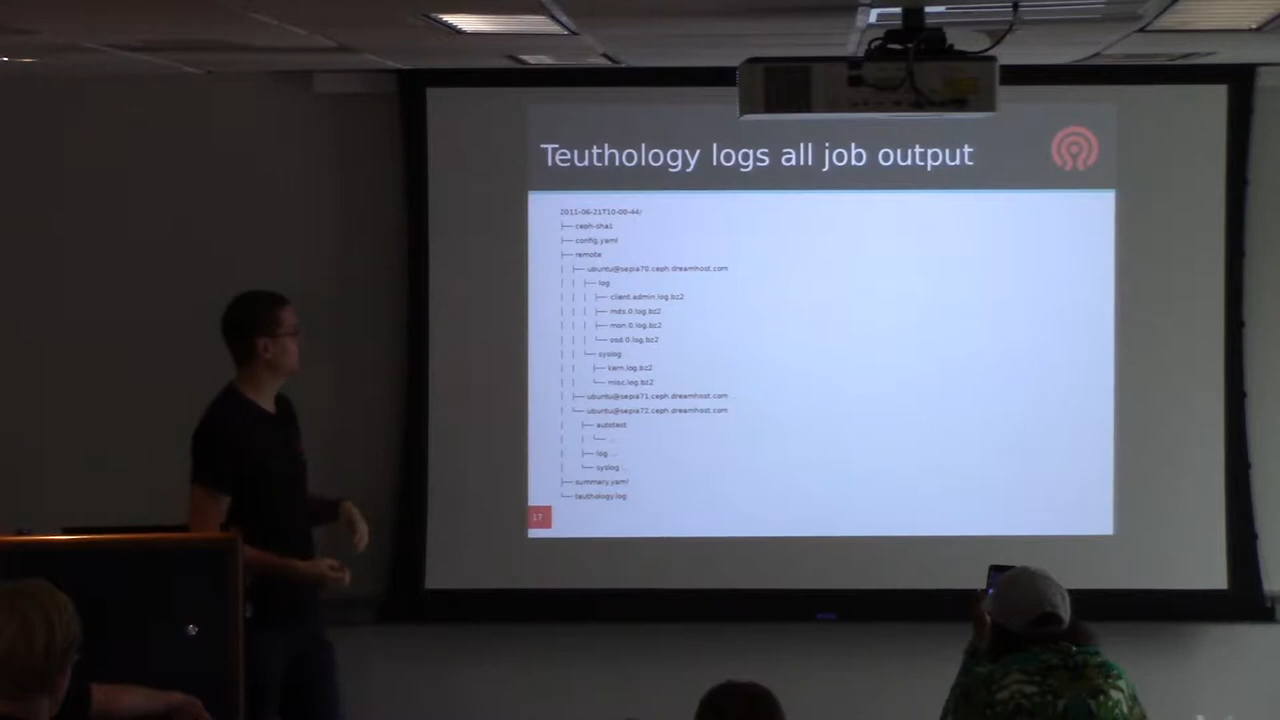 Teuthology logs all job output
2011-06-21T10-00-44/
├── ceph-sha1
├── config.yaml
├── remote
│ ├── ubuntu@sepia70.ceph.dreamhost.com
│ │ ├── log
│ │ │ ├── client.admin.log.bz2
│ │ │ ├── mds.0.log.bz2
│ │ │ ├── mon.0.log.bz2
│ │ │ └── osd.0.log.bz2
│ │ └── syslog
│ │ ├── kern.log.bz2
│ │ └── misc.log.bz2
│ ├── ubuntu@sepia71.ceph.dreamhost.com ...
│ └── ubuntu@sepia72.ceph.dreamhost.com
│ ├── autotest
│ │ └── ...
│ ├── log ...
│ └── syslog ...
├── summary.yaml
└── teuthology.log
17